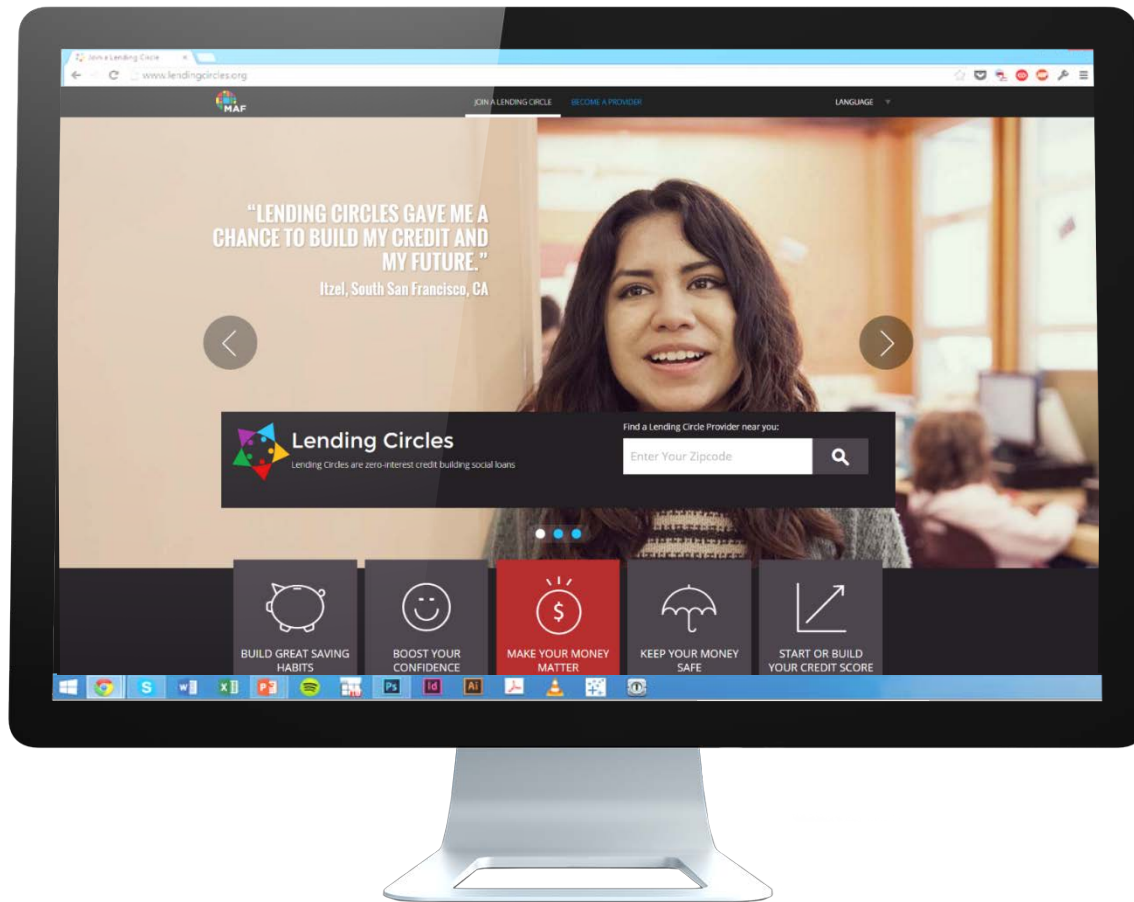 Join a Lending Circle
www.lendingcircles.org
MAF
JOIN A LENDING CIRCLE
BECOME A PROVIDER
LANGUAGE
“LENDING CIRCLES GAVE ME A
CHANCE TO BUILD MY CREDIT AND
MY FUTURE.”
Itzel, South San Francisco, CA
Lending Circles
Lending Circles are zero-interest credit building social loans
Find a Lending Circle Provider near you:
Enter Your Zipcode
$
BUILD GREAT SAVING
HABITS
BOOST YOUR
CONFIDENCE
MAKE YOUR MONEY
MATTER
KEEP YOUR MONEY
SAFE
START OR BUILD
YOUR CREDIT SCORE
S
W
X
P
Ps
Id
Ai